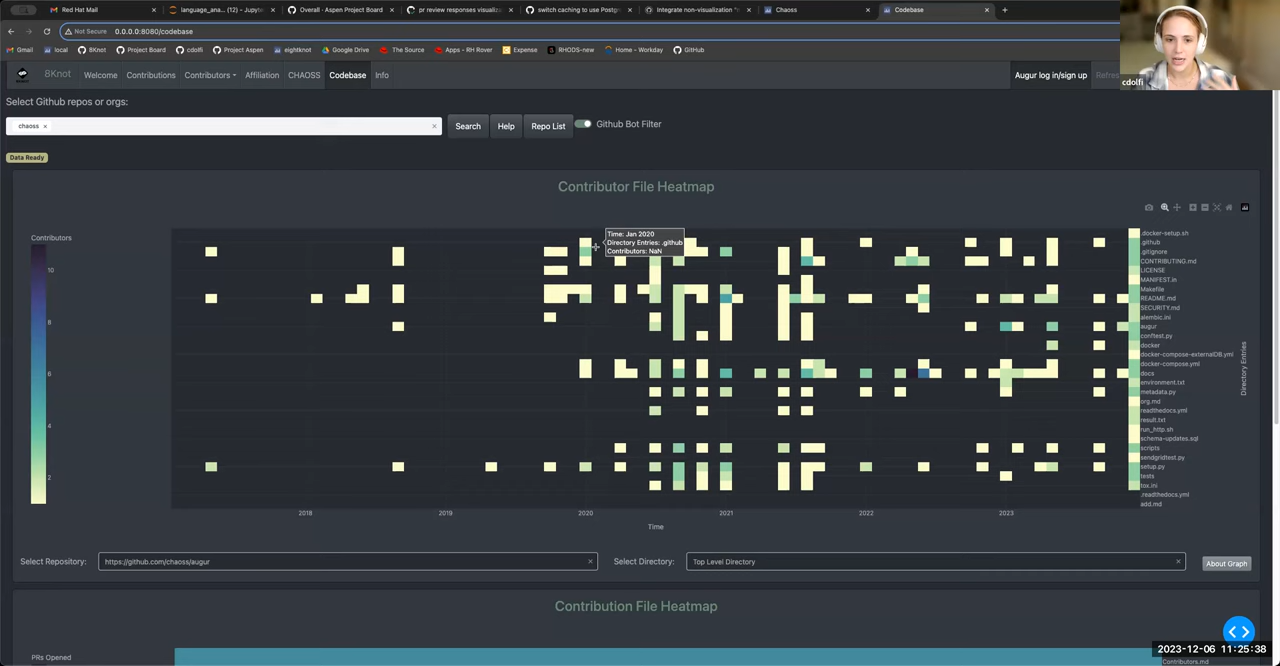 Red Hat Mail
language_ana... (12) - Jupyte
Overall - Aspen Project Board
pr review responses visualiz
switch caching to use Postgr
Integrate non-visualization "
Chaoss
Codebase
Not Secure
0.0.0.0:8080/codebase
Gmail
local
8Knot
Project Board
cdolfi
Project Aspen
eightknot
Google Drive
The Source
Apps - RH Rover
Expense
RHODS-new
Home - Workday
GitHub
cdolfi
8Knot
Welcome
Contributions
Contributors
Affiliation
CHAOSS
Codebase
Info
Augur log in/sign up
Refres
Select Github repos or orgs:
chaoss
Search
Help
Repo List
Github Bot Filter
Data Ready
Contributor File Heatmap
Contributors
10
8
6
4
2
Time: Jan 2020
Directory Entries: .github
Contributors: NaN
.docker-setup.sh
.github
.gitignore
CONTRIBUTING.md
LICENSE
MANIFEST.in
Makefile
README.md
SECURITY.md
alembic.ini
augur
conftest.py
docker
docker-compose-externalDB.yml
docker-compose.yml
docs
environment.txt
metadata.py
org.md
readthedocs.yml
result.txt
run_http.sh
schema-updates.sql
scripts
sendgridtest.py
setup.py
tests
tox.ini
.readthedocs.yml
add.md
Directory Entries
2018
2019
2020
2021
2022
2023
Time
Select Repository:
https://github.com/chaoss/augur
Select Directory:
Top Level Directory
About Graph
Contribution File Heatmap
PRs Opened
2023-12-06 11:25:38
Contributors.md